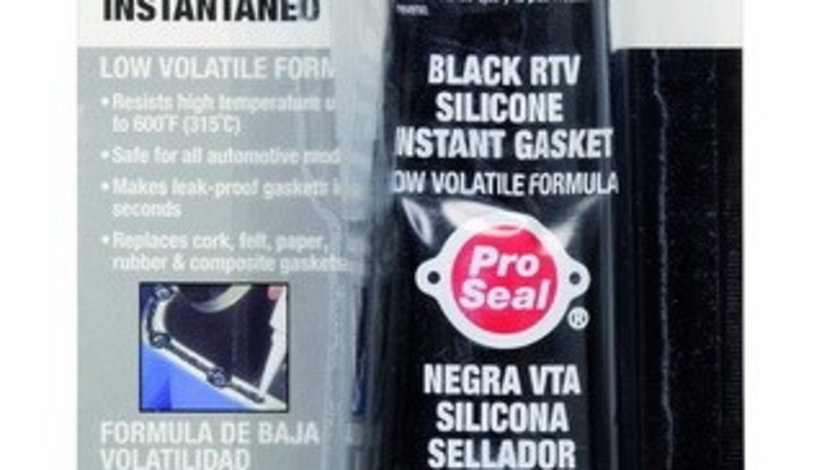 INSTANTANEO
LOW VOLATILE FORM
• Resists high temperature u
to 600°F (315°C)
• Safe for all automotive mod
• Makes leak-proof gaskets i
seconds
• Replaces cork, felt, paper,
rubber & composite gaskets
FORMULA DE BAJA
VOLATILIDAD
BLACK RTV
SILICONE
INSTANT GASKET
LOW VOLATILE FORMULA
Pro
Seal
®
NEGRA VTA
SILICONA
SELLADOR